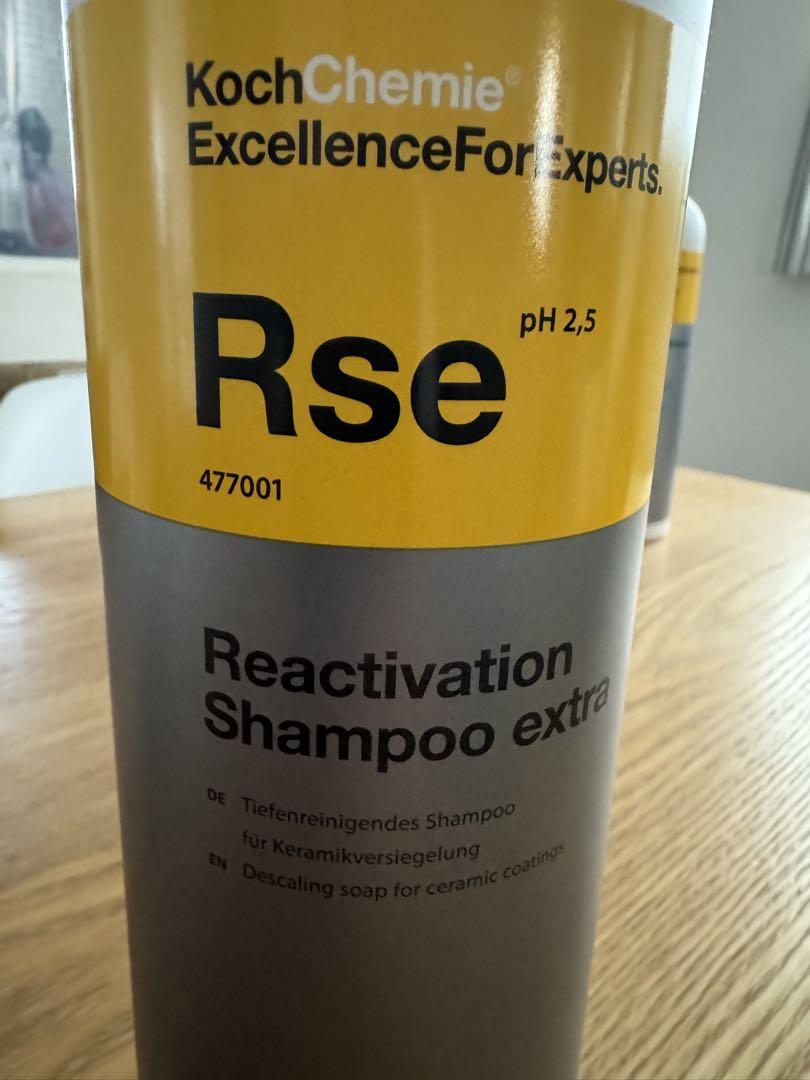 KochChemie®
ExcellenceForExperts.
Rse pH 2,5
477001
Reactivation
Shampoo extra
DE Tiefenreinigendes Shampoo
für Keramikversiegelung
EN Descaling soap for ceramic coatings